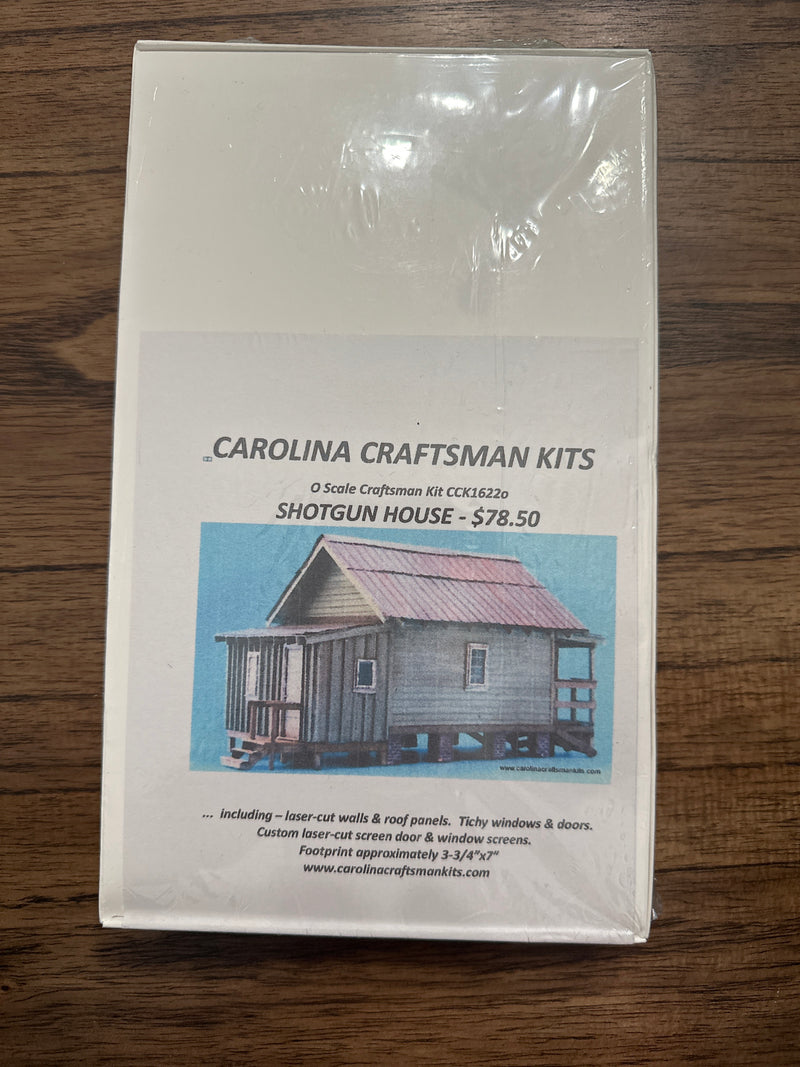 CAROLINA CRAFTSMAN KITS
O Scale Craftsman Kit CCK1622o
SHOTGUN HOUSE - $78.50
www.carolinacraftsmankits.com
... including – laser-cut walls & roof panels. Tichy windows & doors.
Custom laser-cut screen door & window screens.
Footprint approximately 3-3/4"x7"
www.carolinacraftsmankits.com